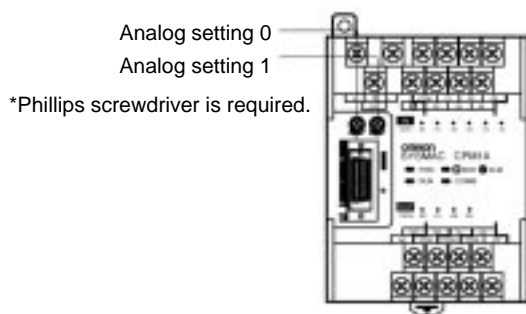 Analog setting 0
Analog setting 1
*Phillips screwdriver is required.
OMRON
SYSMAC CPM1A